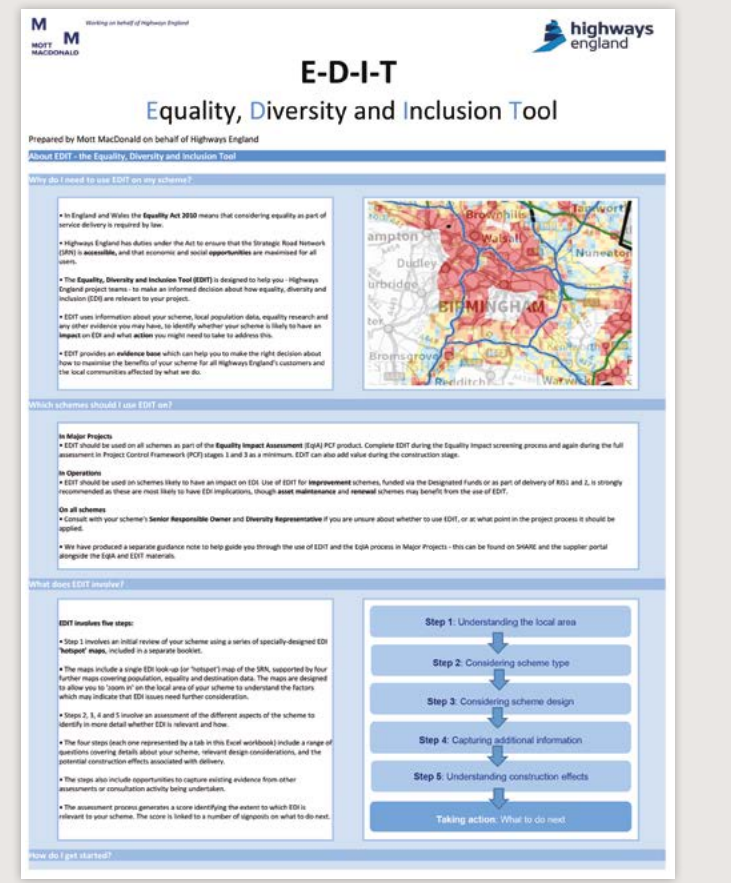 M
M
MOTT
MACDONALD
Working on behalf of Highways England
highways
england
E-D-I-T
Equality, Diversity and Inclusion Tool
Prepared by Mott MacDonald on behalf of Highways England
About EDIT - the Equality, Diversity and Inclusion Tool
Why do I need to use EDIT on my scheme?
• In England and Wales the Equality Act 2010 means that considering equality as part of
service delivery is required by law.
• Highways England has duties under the Act to ensure that the Strategic Road Network
(SRN) is accessible, and that economic and social opportunities are maximised for all
users.
• The Equality, Diversity and Inclusion Tool (EDIT) is designed to help you - Highways
England project teams - to make an informed decision about how equality, diversity and
inclusion (EDI) are relevant to your project.
• EDIT uses information about your scheme, local population data, equality research and
any other evidence you may have, to identify whether your scheme is likely to have an
impact on EDI and what action you might need to take to address this.
• EDIT provides an evidence base which can help you to make the right decision about
how to maximise the benefits of your scheme for all Highways England's customers and
the local communities affected by what we do.
Brownhills
Tamworth
ampton
Walsall
Nuneaton
Dudley
urbridge
BIRMINGHAM
Bromsgrove
Redditch
Warwick
Which schemes should I use EDIT on?
In Major Projects
• EDIT should be used on all schemes as part of the Equality Impact Assessment (EqIA) PCF product. Complete EDIT during the Equality Impact screening process and again during the full
assessment in Project Control Framework (PCF) stages 1 and 3 as a minimum. EDIT can also add value during the construction stage.
In Operations
• EDIT should be used on schemes likely to have an impact on EDI. Use of EDIT for improvement schemes, funded via the Designated Funds or as part of delivery of RIS1 and 2, is strongly
recommended as these are most likely to have EDI implications, though asset maintenance and renewal schemes may benefit from the use of EDIT.
On all schemes
• Consult with your scheme's Senior Responsible Owner and Diversity Representative if you are unsure about whether to use EDIT, or at what point in the project process it should be
applied.
• We have produced a separate guidance note to help guide you through the use of EDIT and the EqIA process in Major Projects - this can be found on SHARE and the supplier portal
alongside the EqIA and EDIT materials.
What does EDIT involve?
EDIT involves five steps:
• Step 1 involves an initial review of your scheme using a series of specially-designed EDI
'hotspot' maps, included in a separate booklet.
• The maps include a single EDI look-up (or 'hotspot') map of the SRN, supported by four
further maps covering population, equality and destination data. The maps are designed
to allow you to 'zoom in' on the local area of your scheme to understand the factors
which may indicate that EDI issues need further consideration.
• Steps 2, 3, 4 and 5 involve an assessment of the different aspects of the scheme to
identify in more detail whether EDI is relevant and how.
• The four steps (each one represented by a tab in this Excel workbook) include a range of
questions covering details about your scheme, relevant design considerations, and the
potential construction effects associated with delivery.
• The steps also include opportunities to capture existing evidence from other
assessments or consultation activity being undertaken.
• The assessment process generates a score identifying the extent to which EDI is
relevant to your scheme. The score is linked to a number of signposts on what to do next.
Step 1: Understanding the local area
Step 2: Considering scheme type
Step 3: Considering scheme design
Step 4: Capturing additional information
Step 5: Understanding construction effects
Taking action: What to do next
How do I get started?